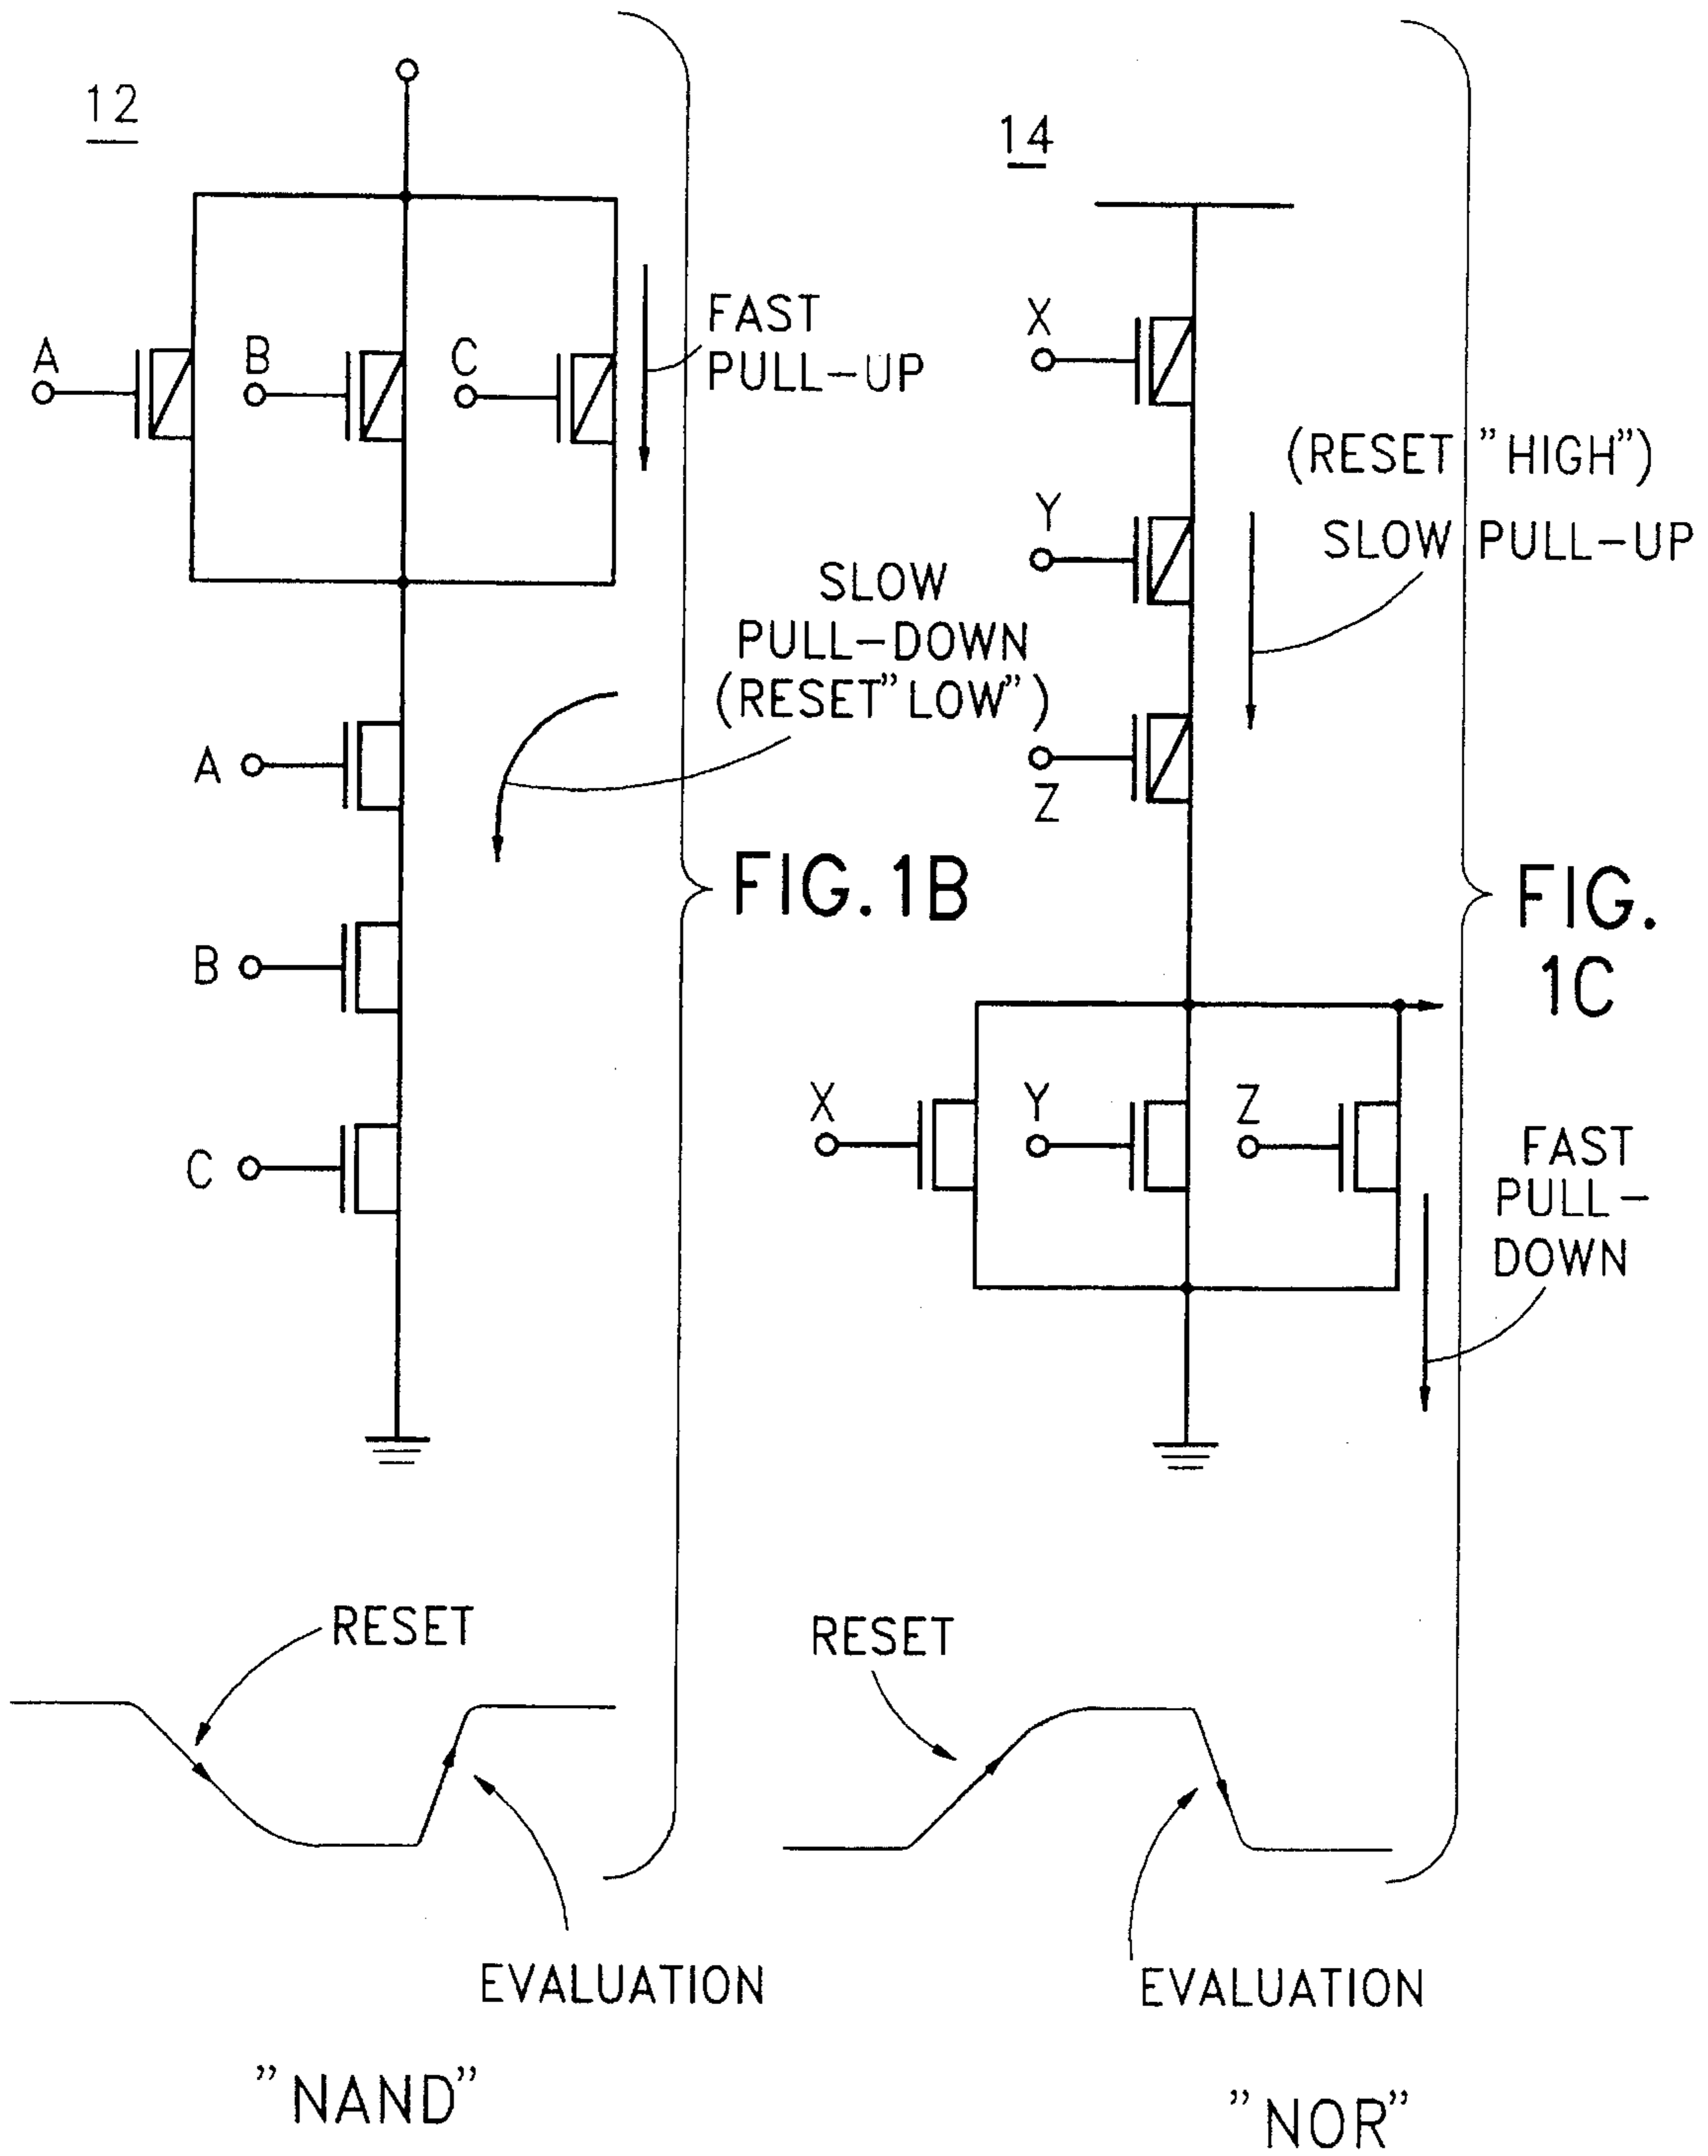 12
A
B
C
FAST
PULL-UP
SLOW
PULL-DOWN
(RESET"LOW")
A
B
C
FIG.1B
RESET
EVALUATION
"NAND"
14
X
Y
Z
(RESET "HIGH")
SLOW PULL-UP
FIG.
1C
X
Y
Z
FAST
PULL-
DOWN
RESET
EVALUATION
"NOR"